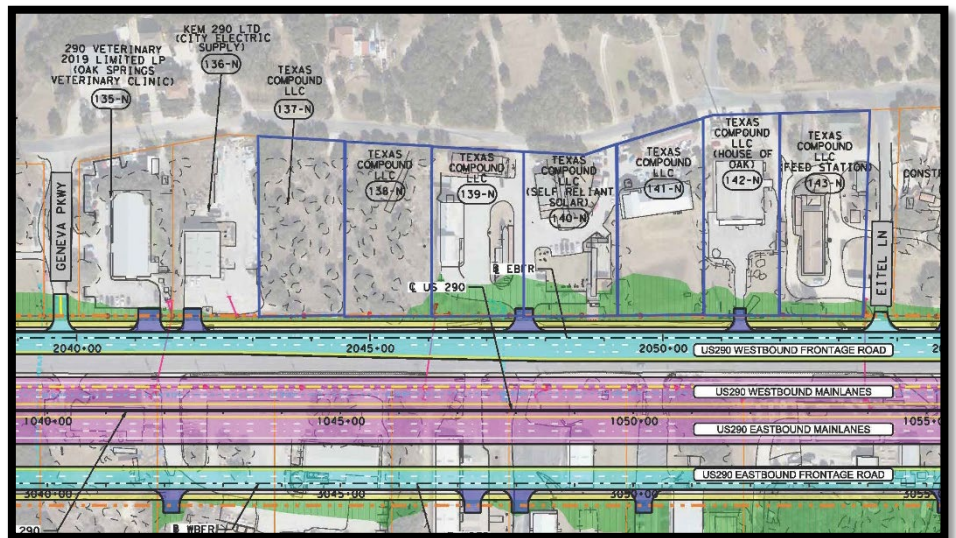 290 VETERINARY
2019 LIMITED LP
(OAK SPRINGS
VETERINARY CLINIC)
135-N
KEM 290 LTD
(CITY ELECTRIC
SUPPLY)
136-N
TEXAS
COMPOUND
LLC
137-N
TEXAS
COMPOUND
LLC
138-N
TEXAS
COMPOUND
LLC
139-N
TEXAS
COMPOUND
LLC
(SELF RELIANT
SOLAR)
140-N
TEXAS
COMPOUND
LLC
141-N
TEXAS
COMPOUND
LLC
(HOUSE OF
OAK)
142-N
TEXAS
COMPOUND
LLC
(FEED STATION)
143-N
CONST
GENEVA PKWY
EITEL LN
EBFR
US 290
2040+00
2045+00
2050+00
US290 WESTBOUND FRONTAGE ROAD
US290 WESTBOUND MAINLANES
1040+00
1045+00
1050+00
1055+0
US290 EASTBOUND MAINLANES
US290 EASTBOUND FRONTAGE ROAD
3040+00
3045+00
3050+00
3055+0
290
WBFR